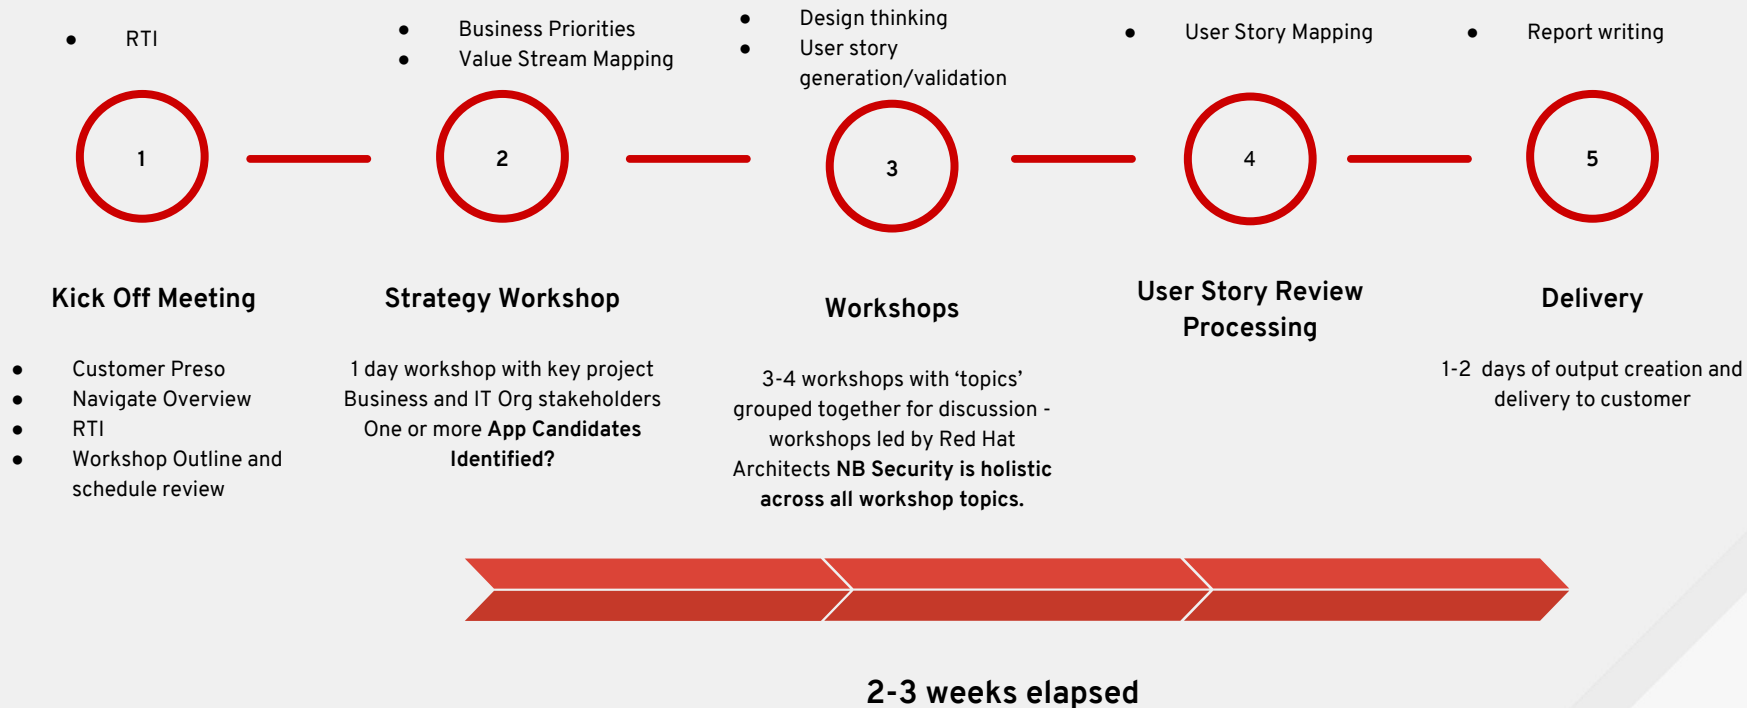 ● RTI
● Business Priorities
● Value Stream Mapping
● Design thinking
● User story
generation/validation
● User Story Mapping
● Report writing
1
2
3
4
5
Kick Off Meeting
● Customer Preso
● Navigate Overview
● RTI
● Workshop Outline and
schedule review
Strategy Workshop
1 day workshop with key project
Business and IT Org stakeholders
One or more App Candidates
Identified?
Workshops
3-4 workshops with ‘topics’
grouped together for discussion -
workshops led by Red Hat
Architects NB Security is holistic
across all workshop topics.
User Story Review
Processing
Delivery
1-2 days of output creation and
delivery to customer
2-3 weeks elapsed